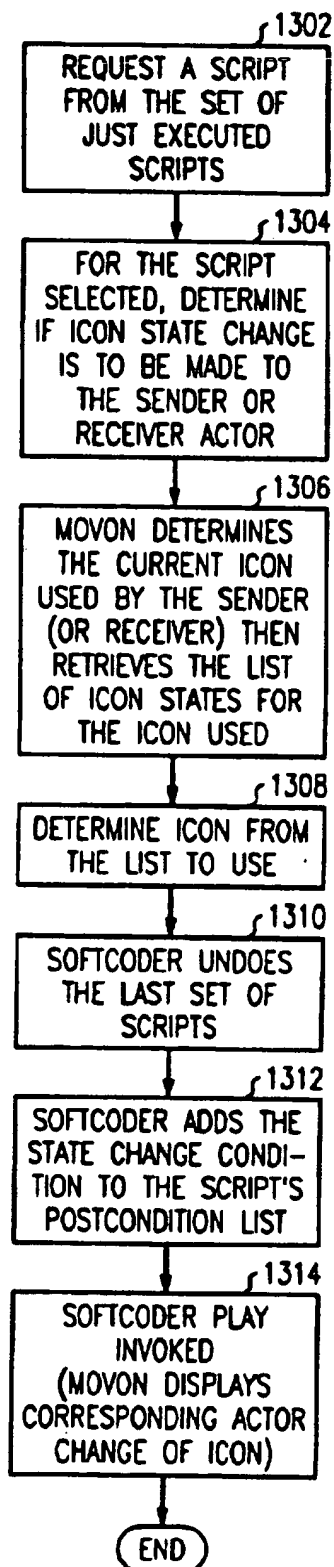 1302
REQUEST A SCRIPT
FROM THE SET OF
JUST EXECUTED
SCRIPTS
1304
FOR THE SCRIPT
SELECTED, DETERMINE
IF ICON STATE CHANGE
IS TO BE MADE TO
THE SENDER OR
RECEIVER ACTOR
1306
MOVON DETERMINES
THE CURRENT ICON
USED BY THE SENDER
(OR RECEIVER) THEN
RETRIEVES THE LIST
OF ICON STATES FOR
THE ICON USED
1308
DETERMINE ICON FROM
THE LIST TO USE
1310
SOFTCODER UNDOES
THE LAST SET OF
SCRIPTS
1312
SOFTCODER ADDS THE
STATE CHANGE CONDI-
TION TO THE SCRIPT'S
POSTCONDITION LIST
1314
SOFTCODER PLAY
INVOKED
(MOVON DISPLAYS
CORRESPONDING ACTOR
CHANGE OF ICON)
END